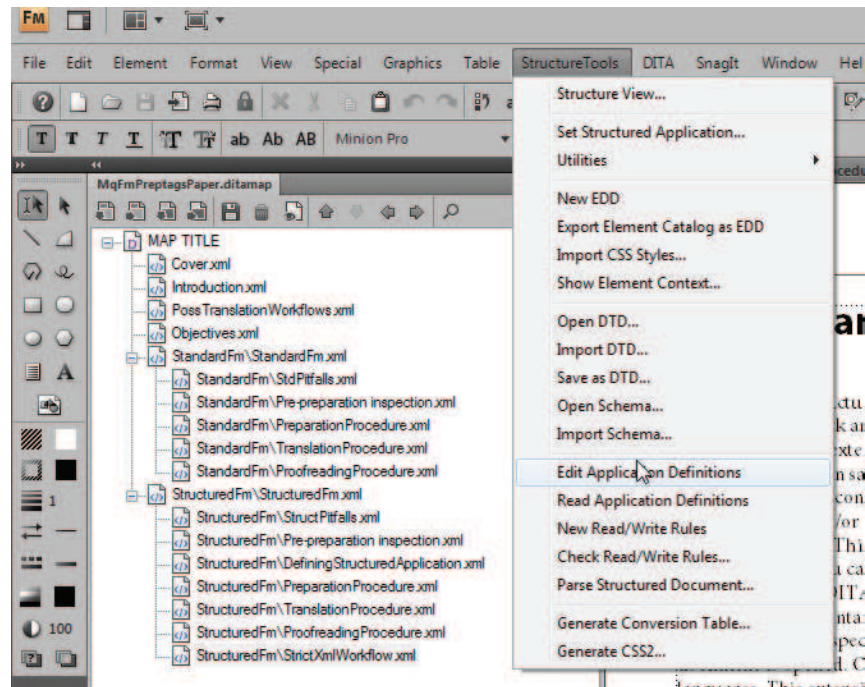 FM
File Edit Element Format View Special Graphics Table StructureTools DITA SnagIt Window Hel
T T T T T Tr ab Ab AB Minion Pro
MqFmPreptagsPaper.ditamap
MAP TITLE
Cover.xml
Introduction.xml
PossTranslationWorkflows.xml
Objectives.xml
StandardFm\StandardFm.xml
StandardFm\StdPitfalls.xml
StandardFm\Pre-preparation inspection.xml
StandardFm\PreparationProcedure.xml
StandardFm\TranslationProcedure.xml
StandardFm\ProofreadingProcedure.xml
StructuredFm\StructuredFm.xml
StructuredFm\StructPitfalls.xml
StructuredFm\Pre-preparation inspection.xml
StructuredFm\DefiningStructuredApplication.xml
StructuredFm\PreparationProcedure.xml
StructuredFm\TranslationProcedure.xml
StructuredFm\ProofreadingProcedure.xml
StructuredFm\StrictXmlWorkflow.xml
A
1
100
Structure View...
Set Structured Application...
Utilities
New EDD
Export Element Catalog as EDD
Import CSS Styles...
Show Element Context...
Open DTD...
Import DTD...
Save as DTD...
Open Schema...
Import Schema...
Edit Application Definitions
Read Application Definitions
New Read/Write Rules
Check Read/Write Rules...
Parse Structured Document...
Generate Conversion Table...
Generate CSS2...